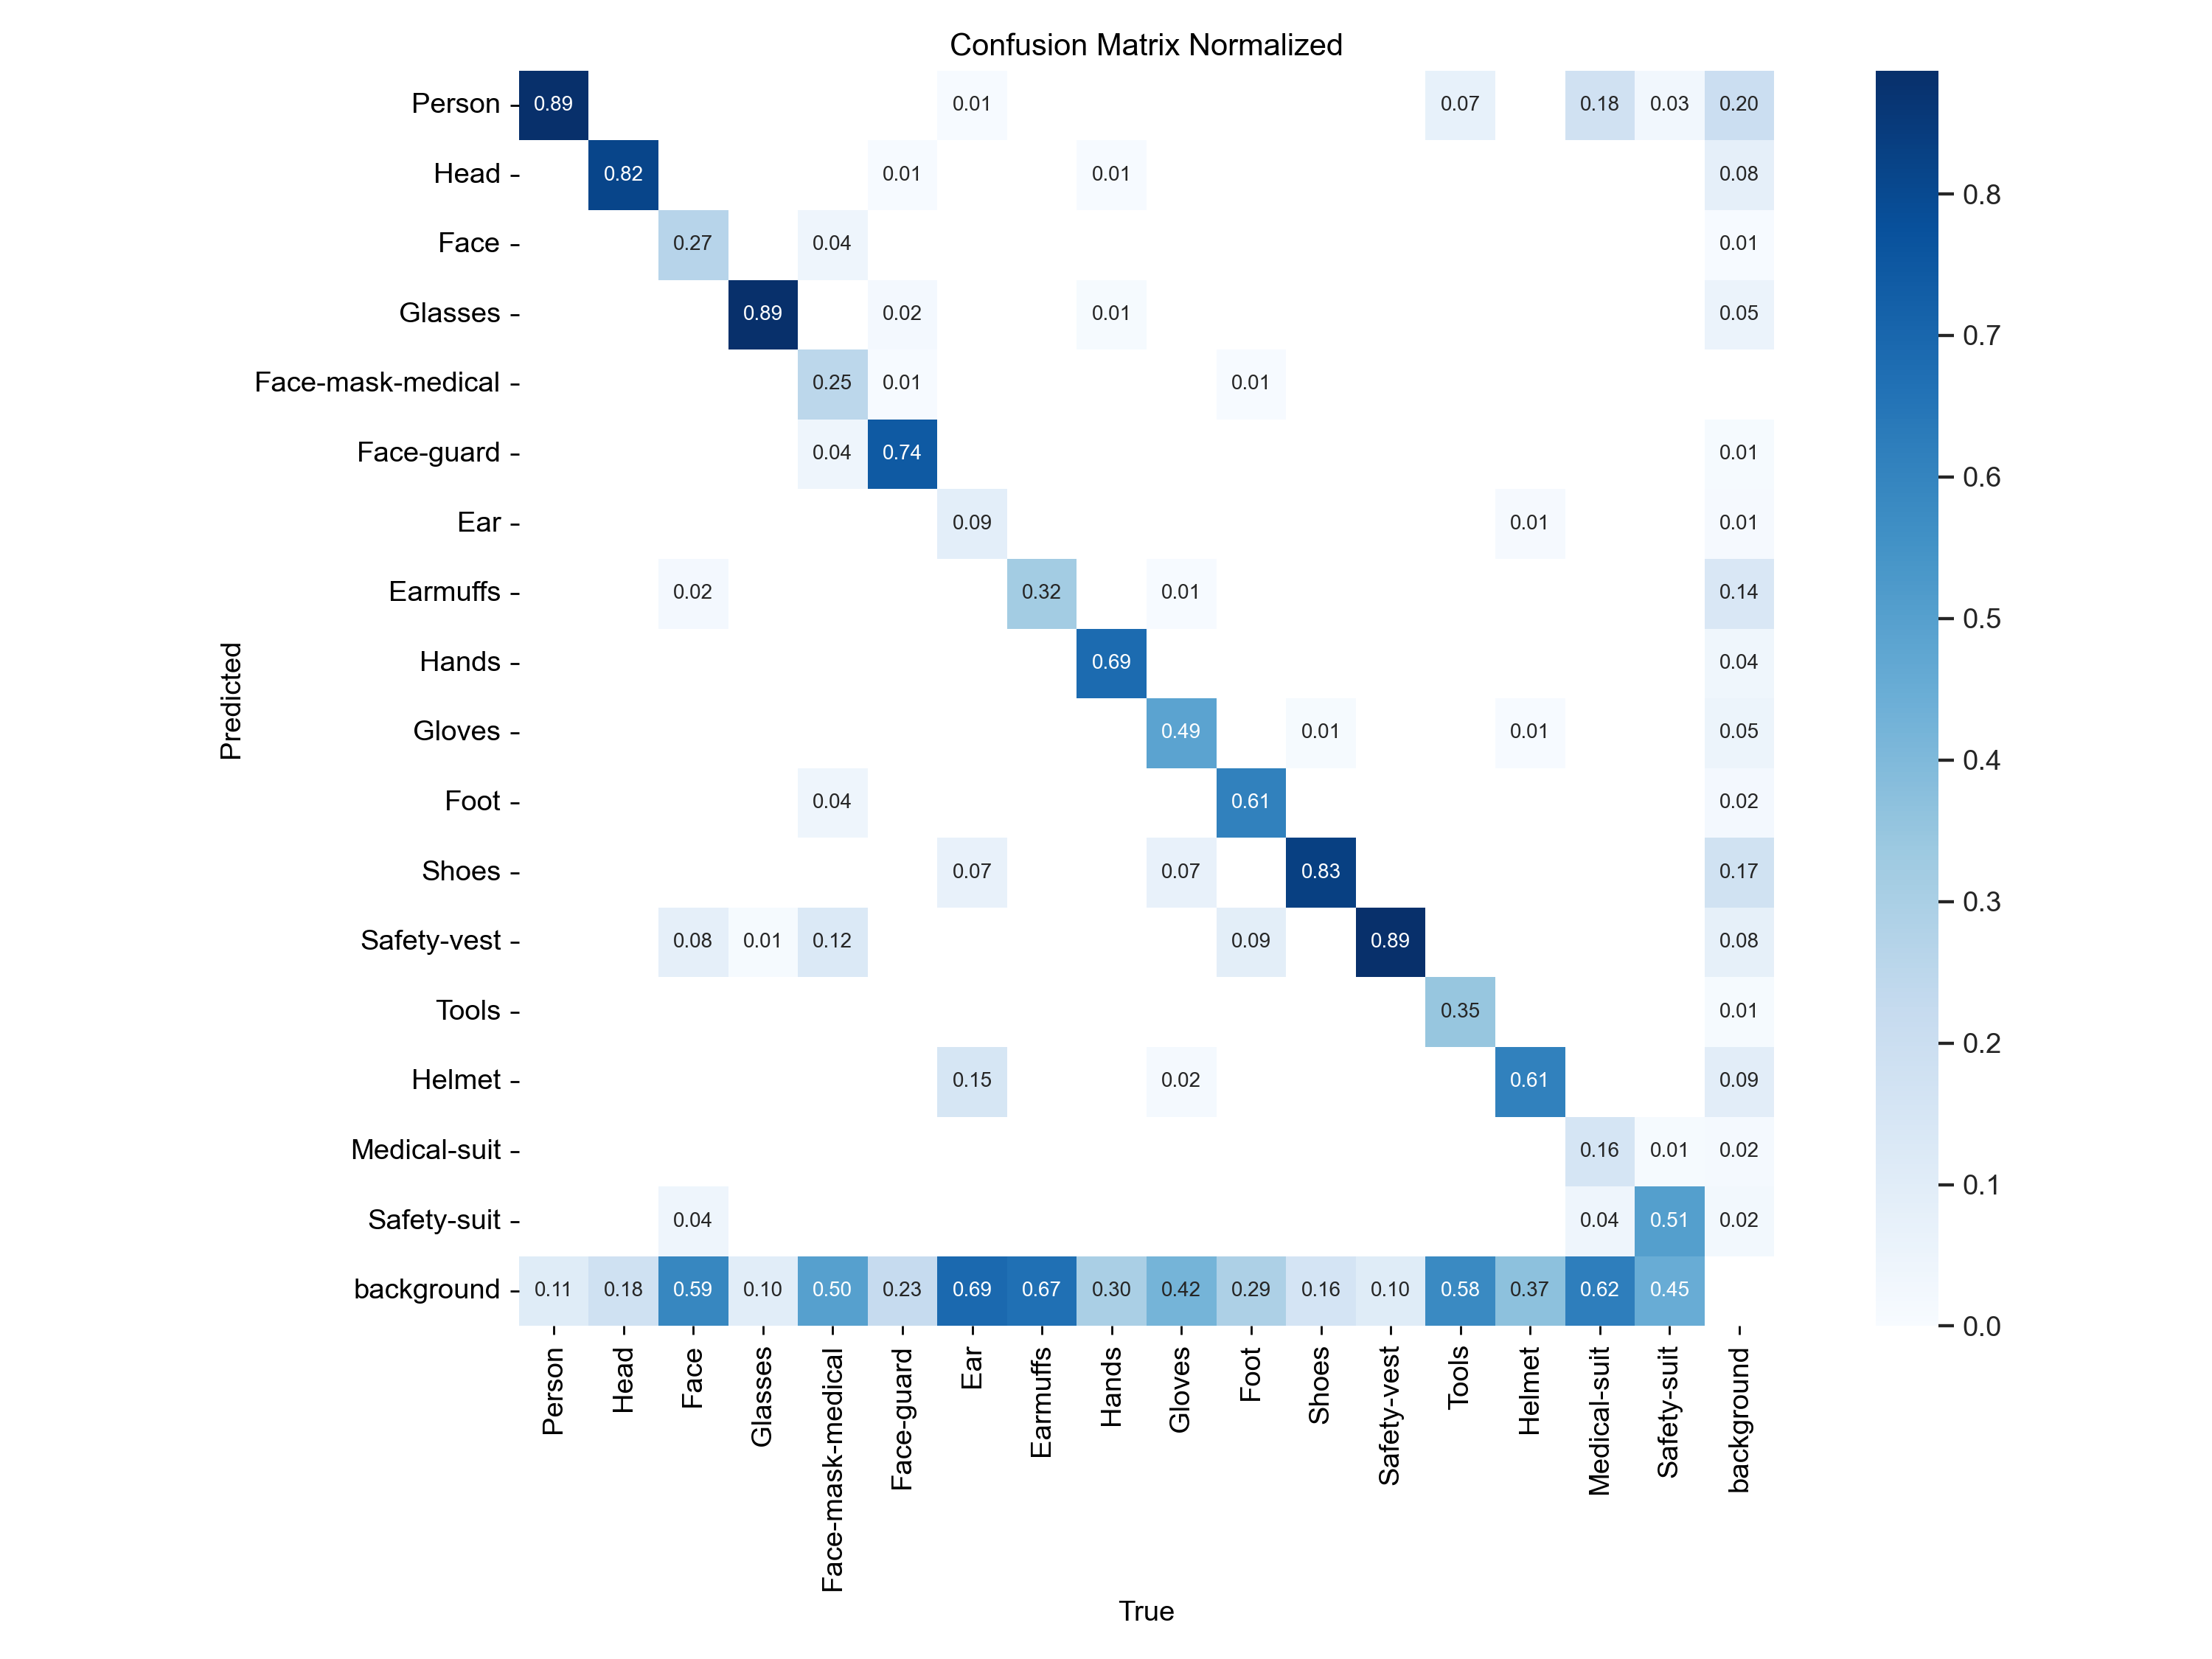 Confusion Matrix Normalized
Person 0.89 0.01 0.07 0.18 0.03 0.20
Head 0.82 0.01 0.01 0.08
Face 0.27 0.04 0.01
Glasses 0.89 0.02 0.01 0.05
Face-mask-medical 0.25 0.01 0.01
Face-guard 0.04 0.74 0.01
Ear 0.09 0.01 0.01
Earmuffs 0.02 0.32 0.01 0.14
Hands 0.69 0.04
Gloves 0.49 0.01 0.01 0.05
Foot 0.04 0.61 0.02
Shoes 0.07 0.07 0.83 0.17
Safety-vest 0.08 0.01 0.12 0.09 0.89 0.08
Tools 0.35 0.01
Helmet 0.15 0.02 0.61 0.09
Medical-suit 0.16 0.01 0.02
Safety-suit 0.04 0.04 0.51 0.02
background 0.11 0.18 0.59 0.10 0.50 0.23 0.69 0.67 0.30 0.42 0.29 0.16 0.10 0.58 0.37 0.62 0.45
Predicted
Person
Head
Face
Glasses
Face-mask-medical
Face-guard
Ear
Earmuffs
Hands
Gloves
Foot
Shoes
Safety-vest
Tools
Helmet
Medical-suit
Safety-suit
background
True
0.8
0.7
0.6
0.5
0.4
0.3
0.2
0.1
0.0